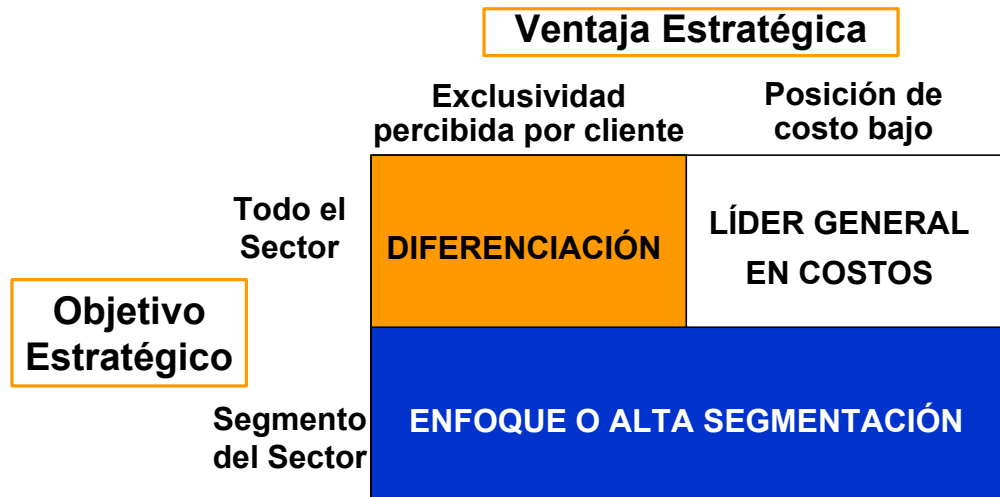 Ventaja Estratégica
Exclusividad
percibida por cliente
Posición de
costo bajo
Todo el
Sector
DIFERENCIACIÓN
LÍDER GENERAL
EN COSTOS
Objetivo
Estratégico
Segmento
del Sector
ENFOQUE O ALTA SEGMENTACIÓN